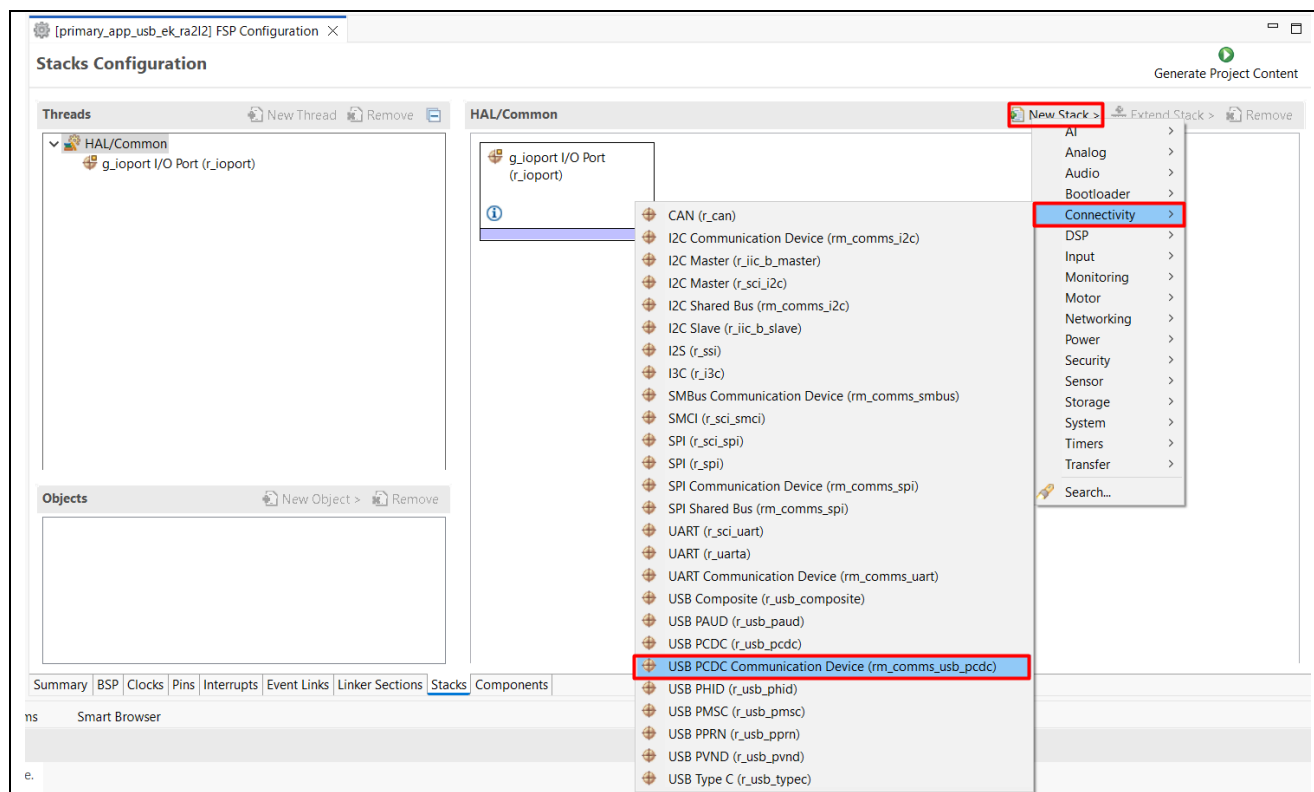 [primary_app_usb_ek_ra2l2] FSP Configuration
Stacks Configuration
Generate Project Content
Threads
New Thread
Remove
HAL/Common
New Stack >
Extend Stack >
Remove
HAL/Common
g_ioport I/O Port (r_ioport)
g_ioport I/O Port
(r_ioport)
AI
Analog
Audio
Bootloader
Connectivity
DSP
Input
Monitoring
Motor
Networking
Power
Security
Sensor
Storage
System
Timers
Transfer
Search...
CAN (r_can)
I2C Communication Device (rm_comms_i2c)
I2C Master (r_iic_b_master)
I2C Master (r_sci_i2c)
I2C Shared Bus (rm_comms_i2c)
I2C Slave (r_iic_b_slave)
I2S (r_ssi)
I3C (r_i3c)
SMBus Communication Device (rm_comms_smbus)
SMCI (r_sci_smci)
SPI (r_sci_spi)
SPI (r_spi)
SPI Communication Device (rm_comms_spi)
SPI Shared Bus (rm_comms_spi)
UART (r_sci_uart)
UART (r_uarta)
UART Communication Device (rm_comms_uart)
USB Composite (r_usb_composite)
USB PAUD (r_usb_paud)
USB PCDC (r_usb_pcdc)
USB PCDC Communication Device (rm_comms_usb_pcdc)
USB PHID (r_usb_phid)
USB PMSC (r_usb_pmsc)
USB PPRN (r_usb_pprn)
USB PVND (r_usb_pvnd)
USB Type C (r_usb_typec)
Objects
New Object >
Remove
Summary BSP Clocks Pins Interrupts Event Links Linker Sections Stacks Components
ms
Smart Browser
e.